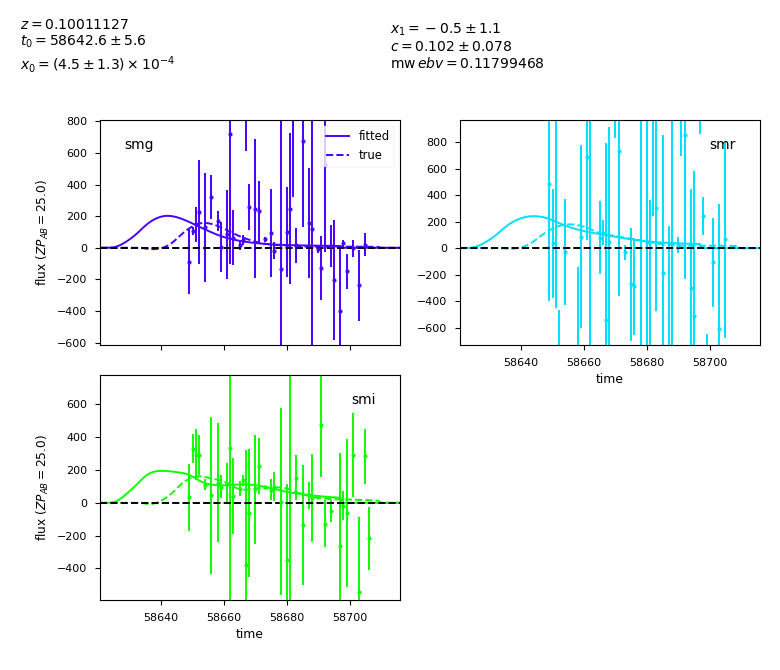 z = 0.10011127
t0 = 58642.6 ± 5.6
x0 = (4.5 ± 1.3) × 10^−4
x1 = −0.5 ± 1.1
c = 0.102 ± 0.078
mw ebv = 0.11799468
smg
fitted
true
800
600
400
200
0
−200
−400
−600
flux (ZP_AB = 25.0)
smr
800
600
400
200
0
−200
−400
−600
58640 58660 58680 58700
time
smi
600
400
200
0
−200
−400
flux (ZP_AB = 25.0)
58640 58660 58680 58700
time